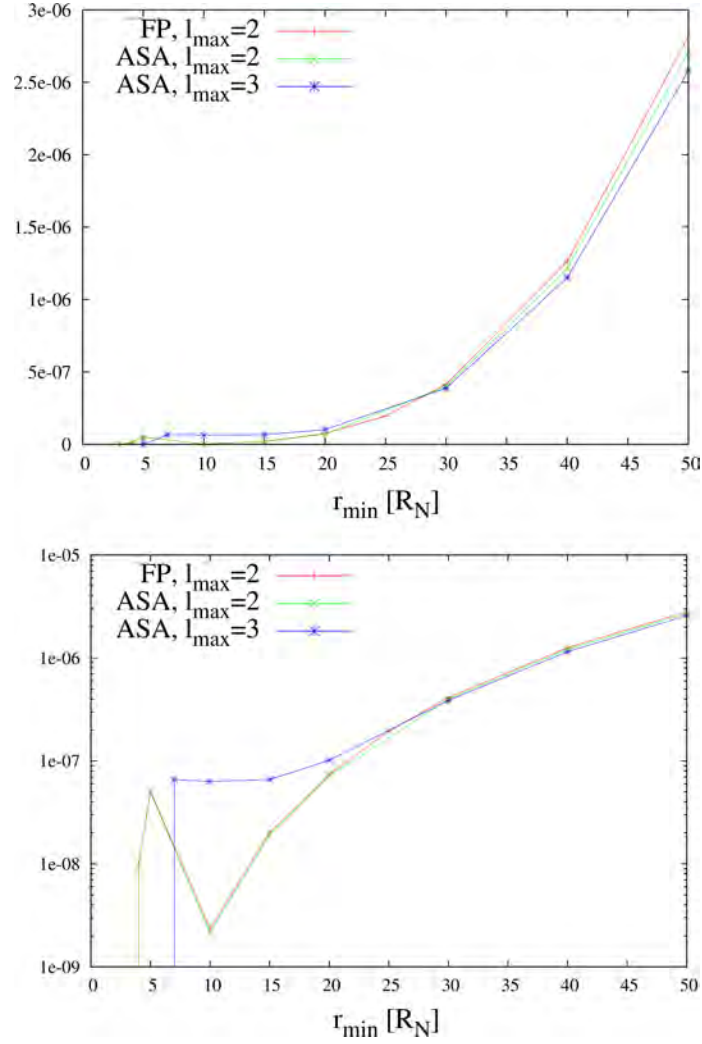 3e-06
2.5e-06
2e-06
1.5e-06
1e-06
5e-07
0
FP, l_max=2
ASA, l_max=2
ASA, l_max=3
0 5 10 15 20 25 30 35 40 45 50
r_min [R_N]
1e-05
1e-06
1e-07
1e-08
1e-09
FP, l_max=2
ASA, l_max=2
ASA, l_max=3
0 5 10 15 20 25 30 35 40 45 50
r_min [R_N]